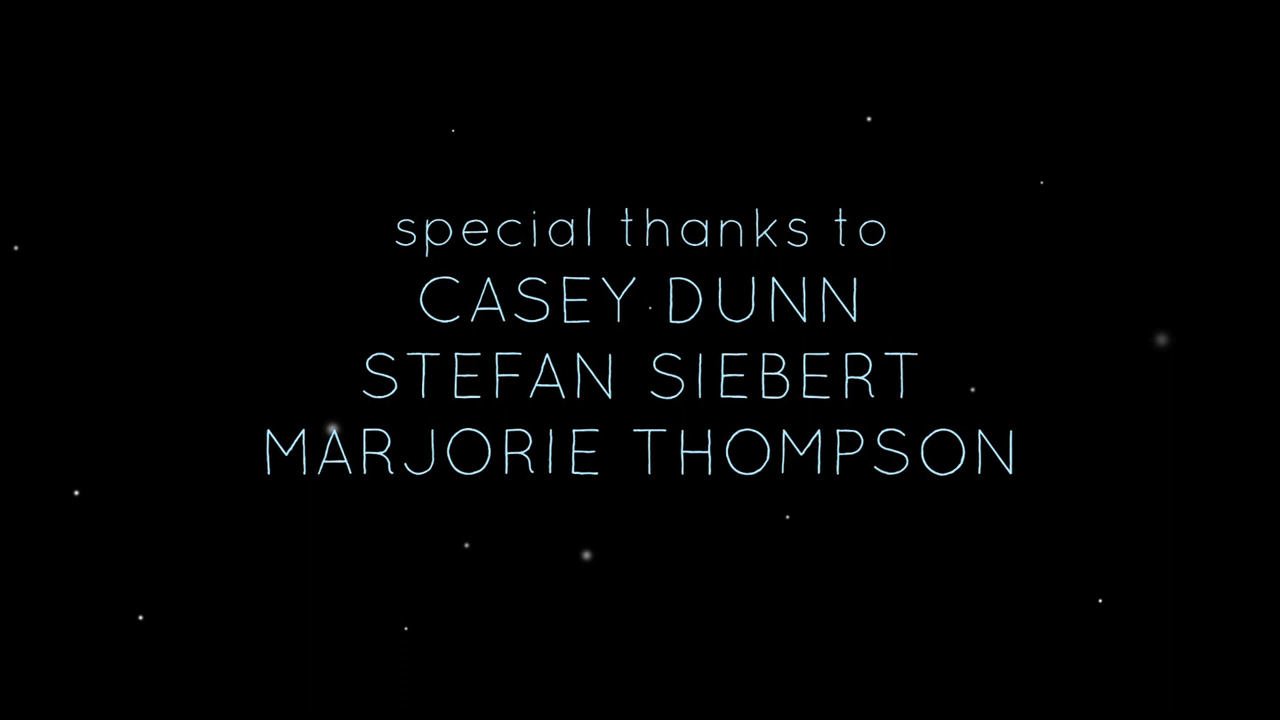 special thanks to
CASEY DUNN
STEFAN SIEBERT
MARJORIE THOMPSON